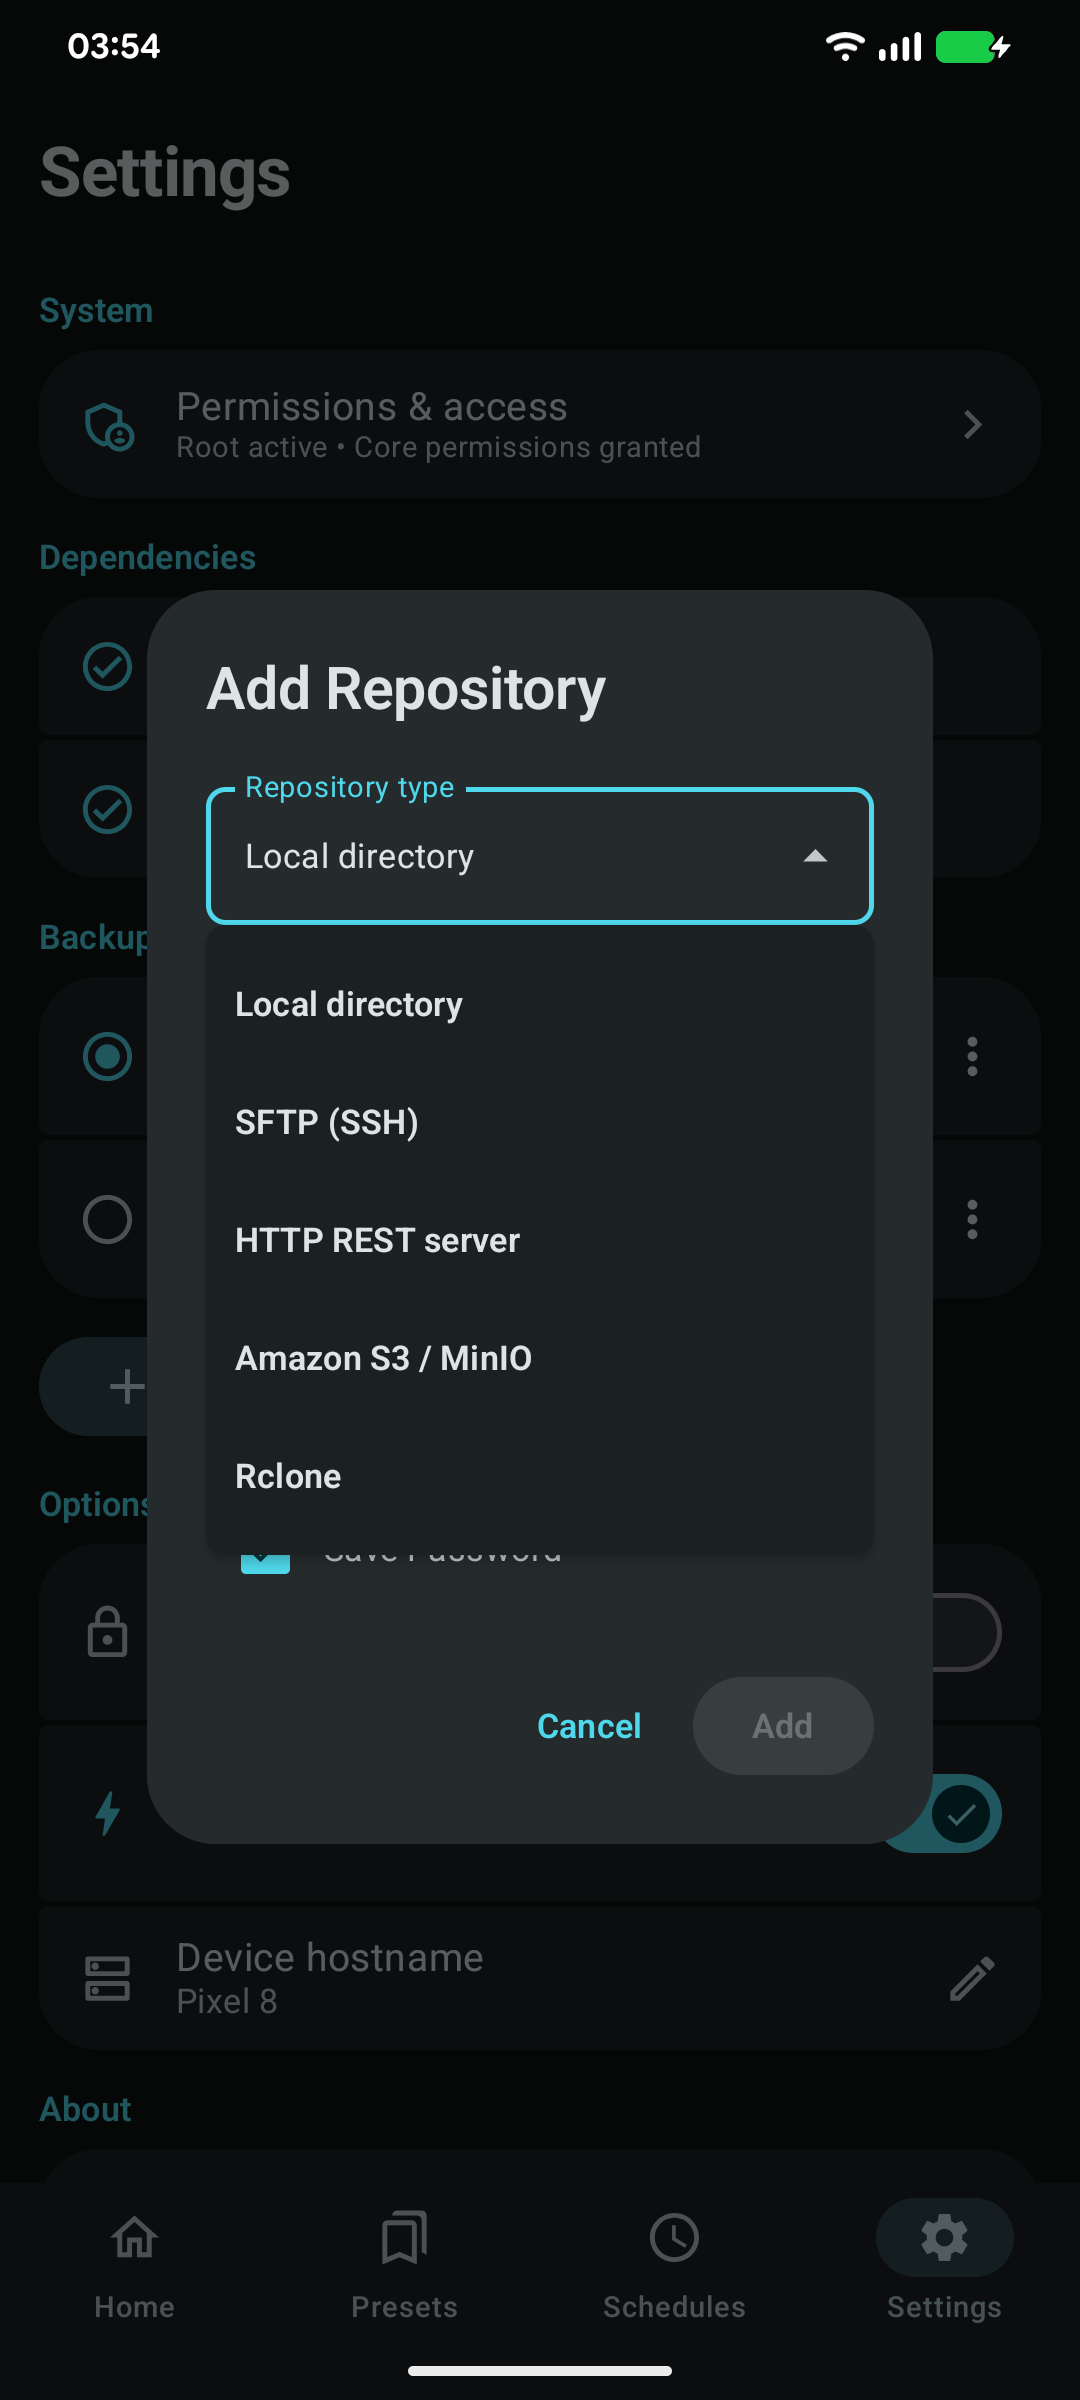 03:54
Settings
System
Permissions & access
Root active • Core permissions granted
Dependencies
Add Repository
Repository type
Local directory
Backup
Local directory
SFTP (SSH)
HTTP REST server
Amazon S3 / MinIO
Rclone
Options
Save Password
Cancel
Add
Device hostname
Pixel 8
About
Home
Presets
Schedules
Settings